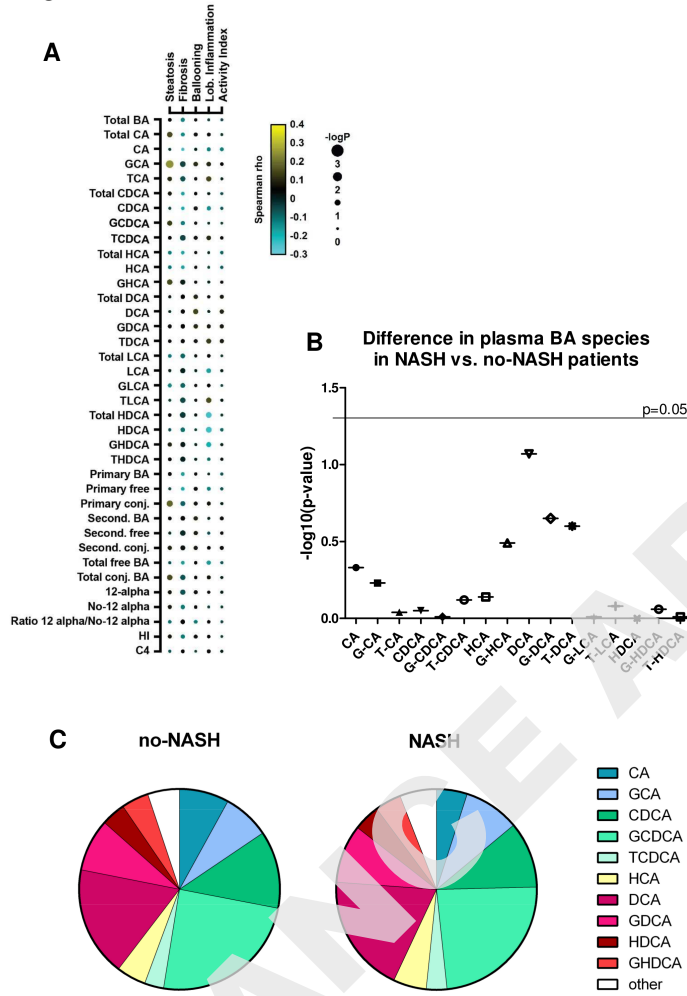 A
Steatosis
Fibrosis
Ballooning
Lob. Inflammation
Activity Index
Total BA
Total CA
CA
GCA
TCA
Total CDCA
CDCA
GCDCA
TCDCA
Total HCA
HCA
GHCA
Total DCA
DCA
GDCA
TDCA
Total LCA
LCA
GLCA
TLCA
Total HDCA
HDCA
GHDCA
THDCA
Primary BA
Primary free
Primary conj.
Second. BA
Second. free
Second. conj.
Total free BA
Total conj. BA
12-alpha
No-12 alpha
Ratio 12 alpha/No-12 alpha
HI
C4
Spearman rho
0.4
0.3
0.2
0.1
0
-0.1
-0.2
-0.3
-logP
3
2
1
0
B
Difference in plasma BA species
in NASH vs. no-NASH patients
-log10(p-value)
1.5
1.0
0.5
0.0
p=0.05
CA
G-CA
T-CA
CDCA
G-CDCA
T-CDCA
HCA
G-HCA
DCA
G-DCA
T-DCA
G-LCA
T-LCA
HDCA
G-HDCA
T-HDCA
C
no-NASH
NASH
CA
GCA
CDCA
GCDCA
TCDCA
HCA
DCA
GDCA
HDCA
GHDCA
other